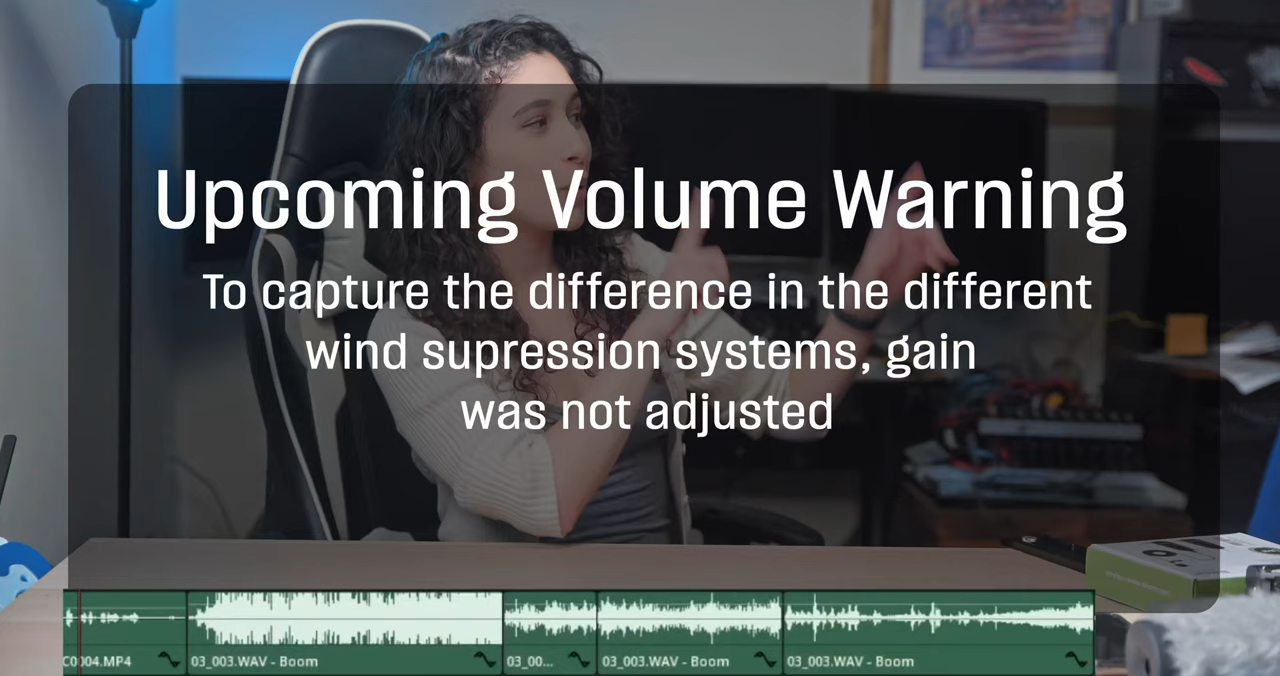 Upcoming Volume Warning
To capture the difference in the different
wind supression systems, gain
was not adjusted
C0004.MP4 03_003.WAV - Boom 03_00... 03_003.WAV - Boom 03_003.WAV - Boom